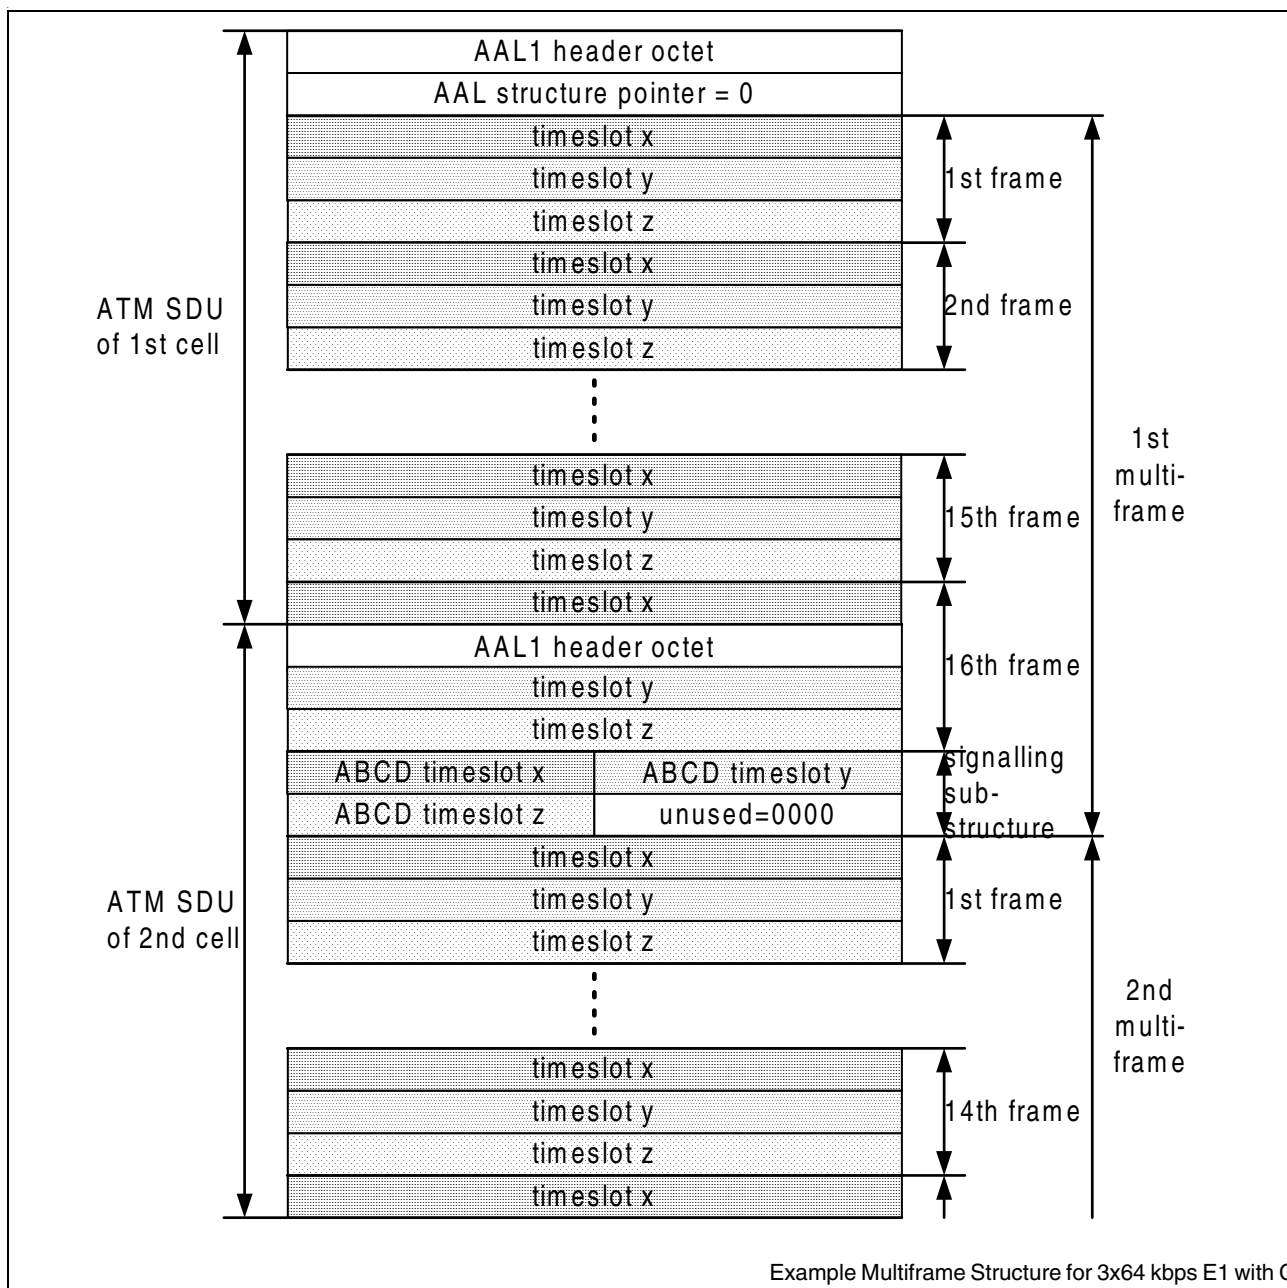 AAL1 header octet
AAL structure pointer = 0
timeslot x
timeslot y
timeslot z
1st frame
timeslot x
timeslot y
timeslot z
2nd frame
ATM SDU
of 1st cell
timeslot x
timeslot y
timeslot z
15th frame
1st
multi-
frame
timeslot x
AAL1 header octet
timeslot y
timeslot z
16th frame
ABCD timeslot x
ABCD timeslot y
ABCD timeslot z
unused=0000
signalling
sub-
structure
timeslot x
timeslot y
timeslot z
1st frame
ATM SDU
of 2nd cell
2nd
multi-
frame
timeslot x
timeslot y
timeslot z
14th frame
timeslot x
Example Multiframe Structure for 3x64 kbps E1 with